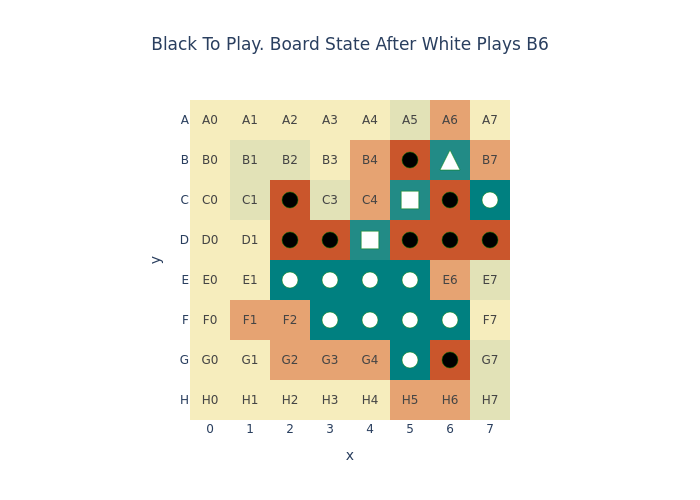 Black To Play. Board State After White Plays B6
A A0 A1 A2 A3 A4 A5 A6 A7
B B0 B1 B2 B3 B4 B7
C C0 C1 C3 C4
D D0 D1
E E0 E1 E6 E7
F F0 F1 F2 F7
G G0 G1 G2 G3 G4 G7
H H0 H1 H2 H3 H4 H5 H6 H7
0 1 2 3 4 5 6 7
x
y